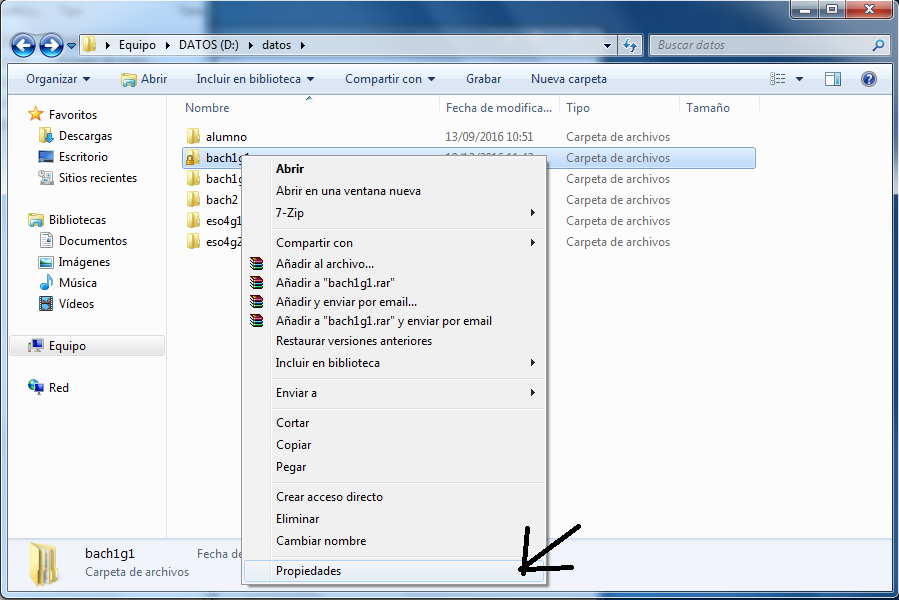 Equipo ▸ DATOS (D:) ▸ datos ▸
Buscar datos
Organizar Abrir Incluir en biblioteca Compartir con Grabar Nueva carpeta
Favoritos
Descargas
Escritorio
Sitios recientes
Bibliotecas
Documentos
Imágenes
Música
Vídeos
Equipo
Red
Nombre Fecha de modifica... Tipo Tamaño
alumno 13/09/2016 10:51 Carpeta de archivos
bach1g1 Carpeta de archivos
bach1g Carpeta de archivos
bach2 Carpeta de archivos
eso4g1 Carpeta de archivos
eso4g2 Carpeta de archivos
Abrir
Abrir en una ventana nueva
7-Zip
Compartir con
Añadir al archivo...
Añadir a "bach1g1.rar"
Añadir y enviar por email...
Añadir a "bach1g1.rar" y enviar por email
Restaurar versiones anteriores
Incluir en biblioteca
Enviar a
Cortar
Copiar
Pegar
Crear acceso directo
Eliminar
Cambiar nombre
Propiedades
bach1g1 Fecha de
Carpeta de archivos